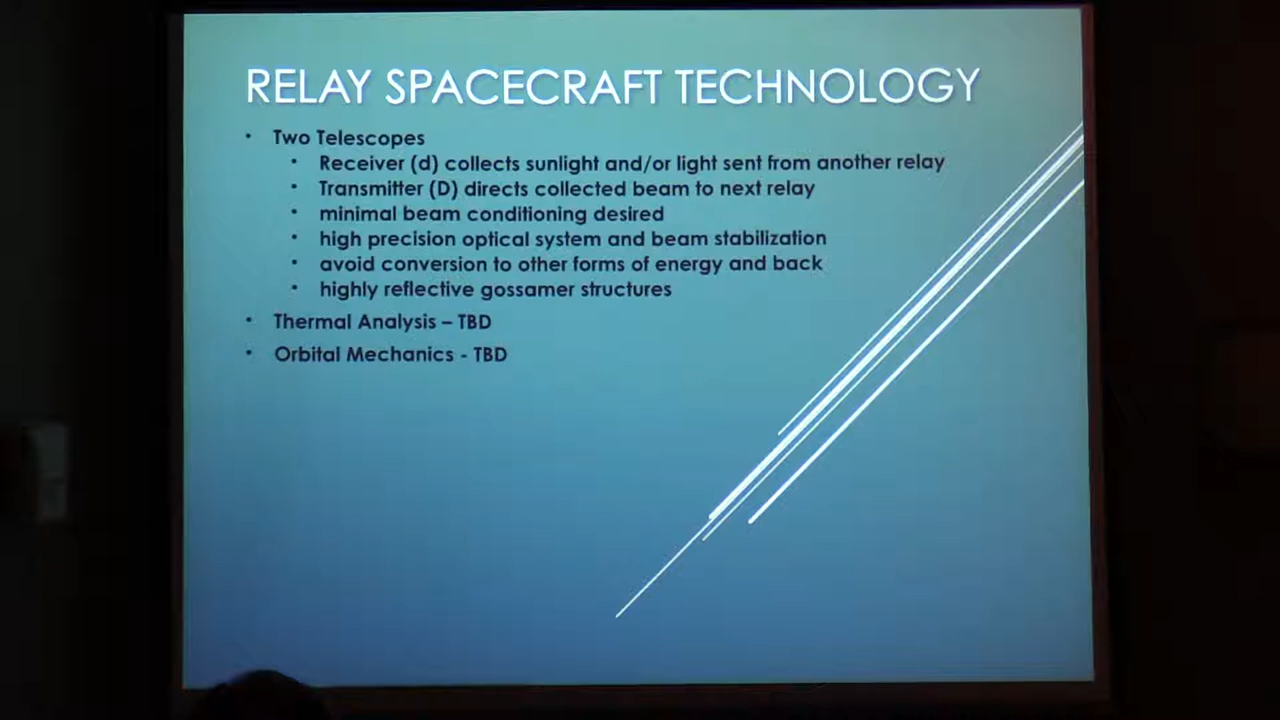 RELAY SPACECRAFT TECHNOLOGY
• Two Telescopes
• Receiver (d) collects sunlight and/or light sent from another relay
• Transmitter (D) directs collected beam to next relay
• minimal beam conditioning desired
• high precision optical system and beam stabilization
• avoid conversion to other forms of energy and back
• highly reflective gossamer structures
• Thermal Analysis – TBD
• Orbital Mechanics - TBD